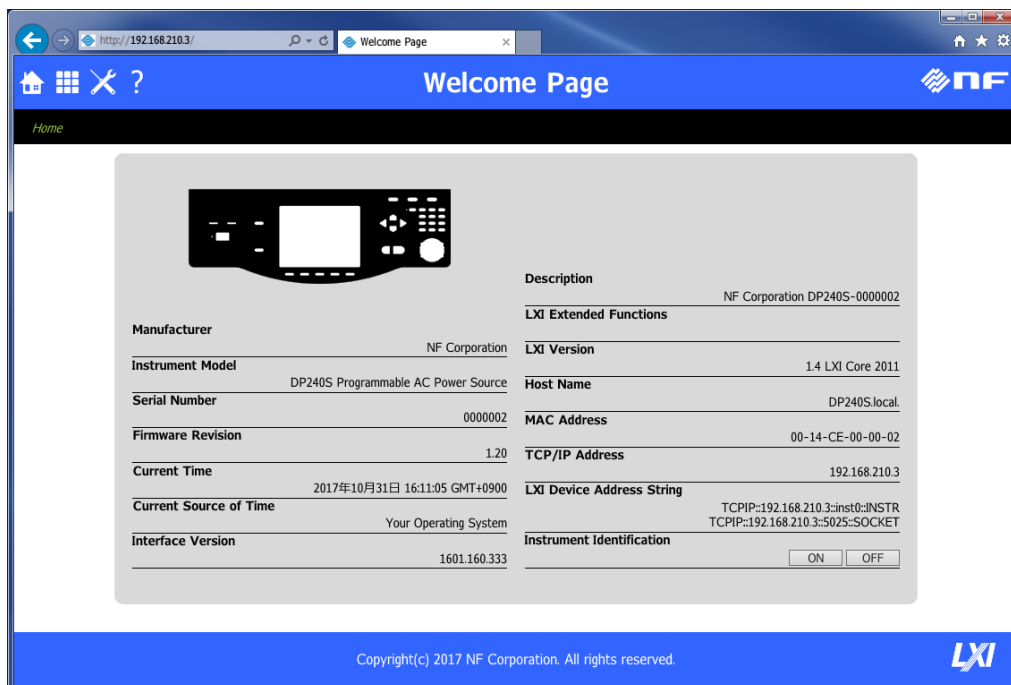 http://192.168.210.3/
Welcome Page
?
Welcome Page
nf
Home
Manufacturer
NF Corporation
Instrument Model
DP240S Programmable AC Power Source
Serial Number
0000002
Firmware Revision
1.20
Current Time
2017年10月31日 16:11:05 GMT+0900
Current Source of Time
Your Operating System
Interface Version
1601.160.333
Description
NF Corporation DP240S-0000002
LXI Extended Functions
LXI Version
1.4 LXI Core 2011
Host Name
DP240S.local.
MAC Address
00-14-CE-00-00-02
TCP/IP Address
192.168.210.3
LXI Device Address String
TCPIP::192.168.210.3::inst0::INSTR
TCPIP::192.168.210.3::5025::SOCKET
Instrument Identification
ON OFF
Copyright(c) 2017 NF Corporation. All rights reserved.
LXI